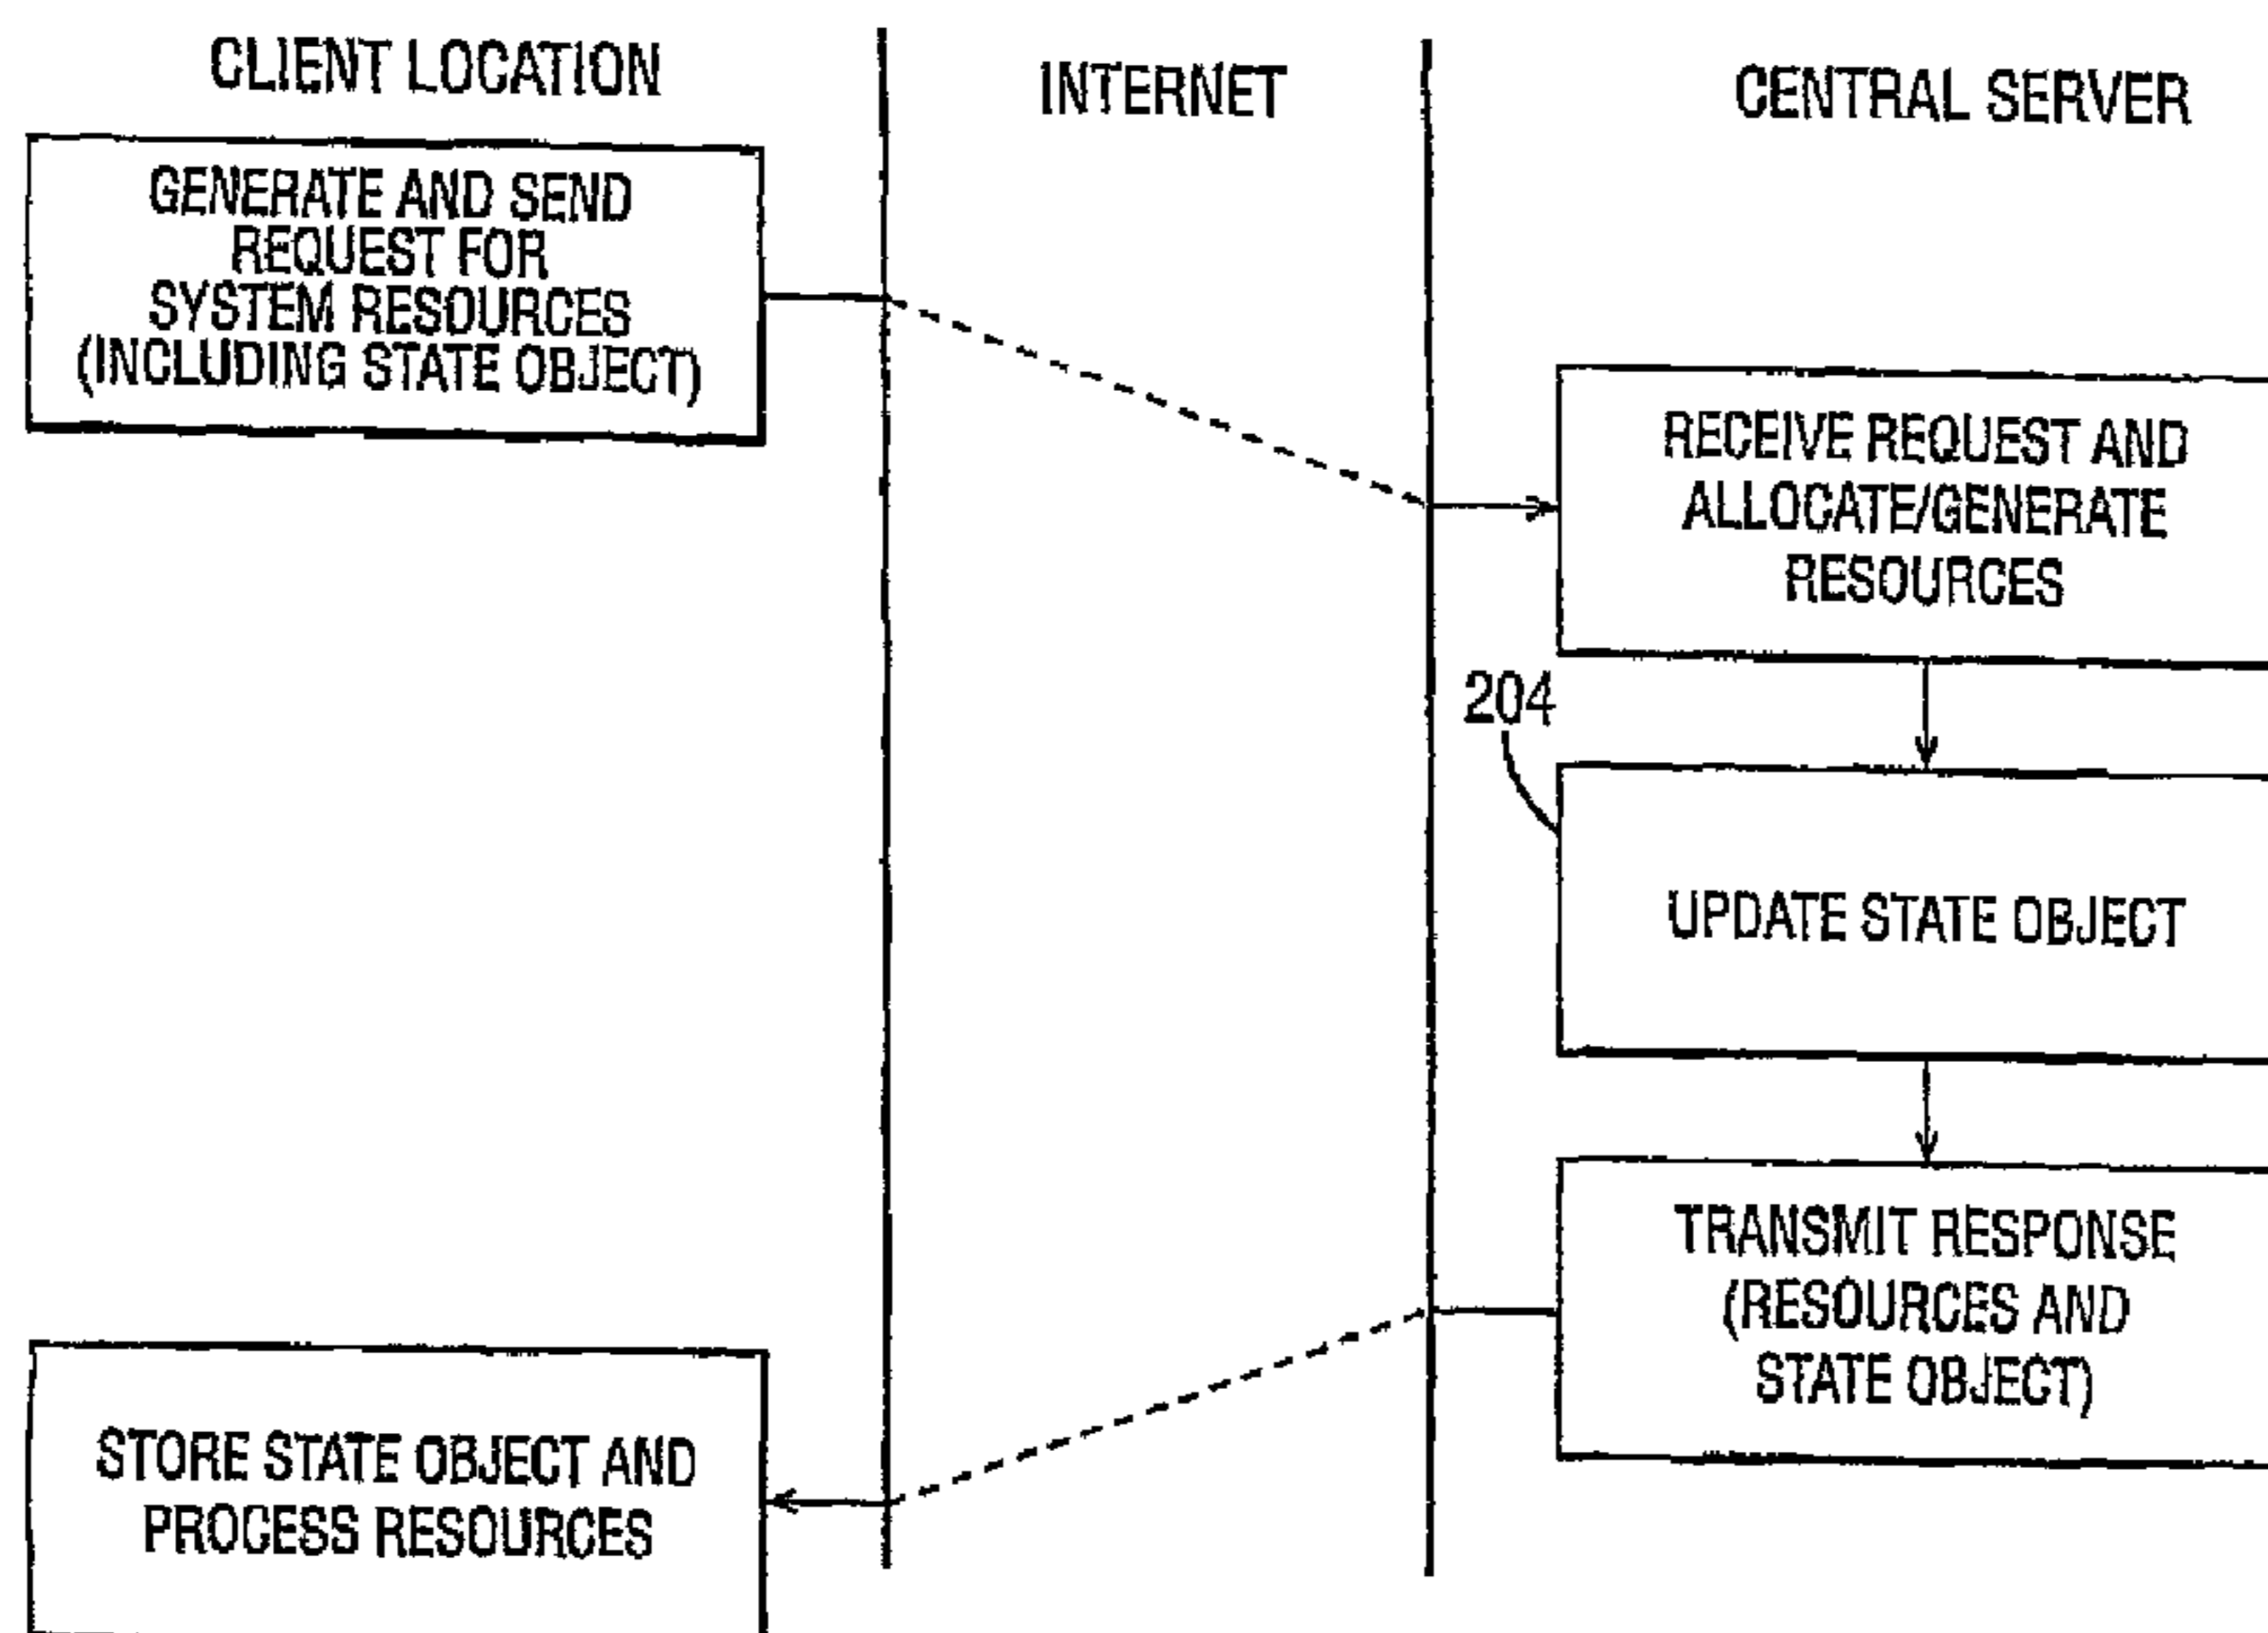 CLIENT LOCATION
INTERNET
CENTRAL SERVER
GENERATE AND SEND
REQUEST FOR
SYSTEM RESOURCES
(INCLUDING STATE OBJECT)
RECEIVE REQUEST AND
ALLOCATE/GENERATE
RESOURCES
204
UPDATE STATE OBJECT
TRANSMIT RESPONSE
(RESOURCES AND
STATE OBJECT)
STORE STATE OBJECT AND
PROCESS RESOURCES